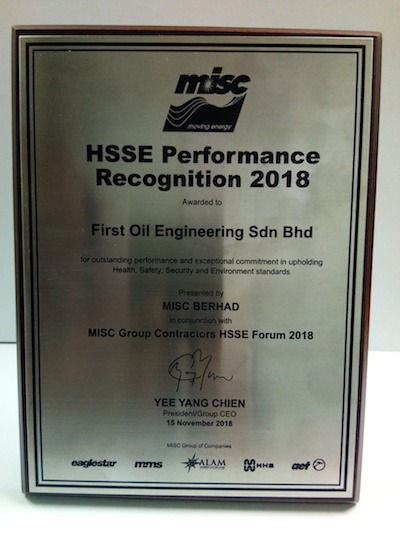 misc
moving energy
HSSE Performance
Recognition 2018
Awarded to
First Oil Engineering Sdn Bhd
for outstanding performance and exceptional commitment in upholding
Health, Safety, Security and Environment standards
Presented by
MISC BERHAD
in conjunction with
MISC Group Contractors HSSE Forum 2018
YEE YANG CHIEN
President/Group CEO
15 November 2018
MISC Group of Companies
eaglestar mms ALAM HHB aet